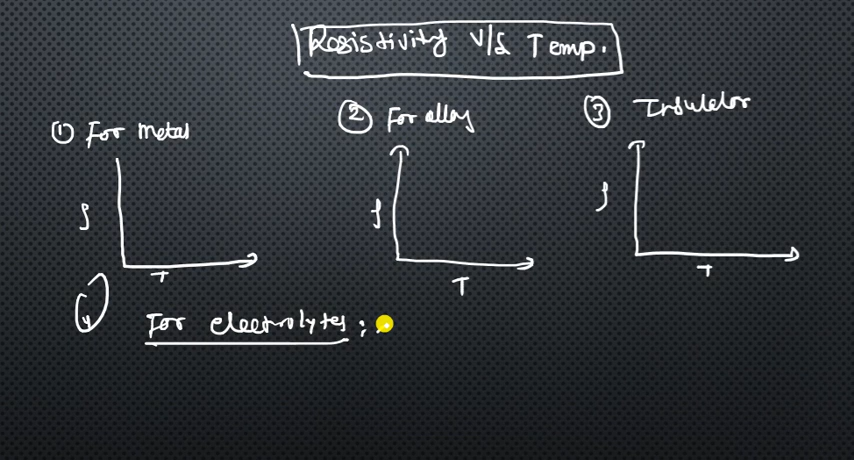 Resistivity V/s Temp.
① For Metal
② For alloy
③ Insulator
ρ
T
ρ
T
ρ
T
④ For electrolytes :